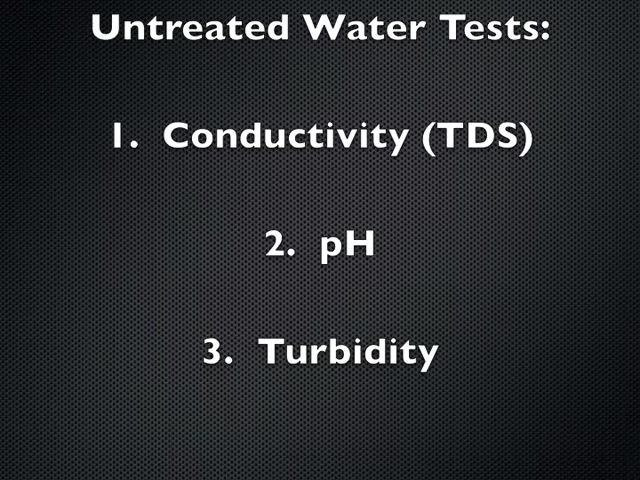 Untreated Water Tests:
1. Conductivity (TDS)
2. pH
3. Turbidity